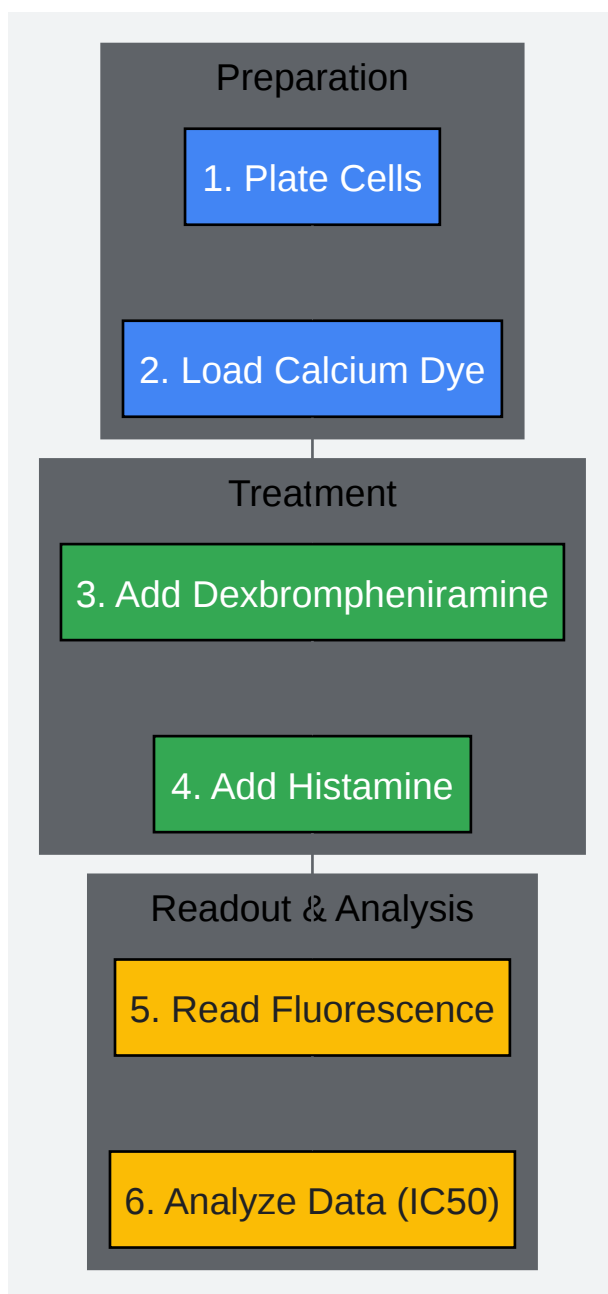 Preparation
1. Plate Cells
2. Load Calcium Dye
Treatment
3. Add Dexbrompheniramine
4. Add Histamine
Readout & Analysis
5. Read Fluorescence
6. Analyze Data (IC50)